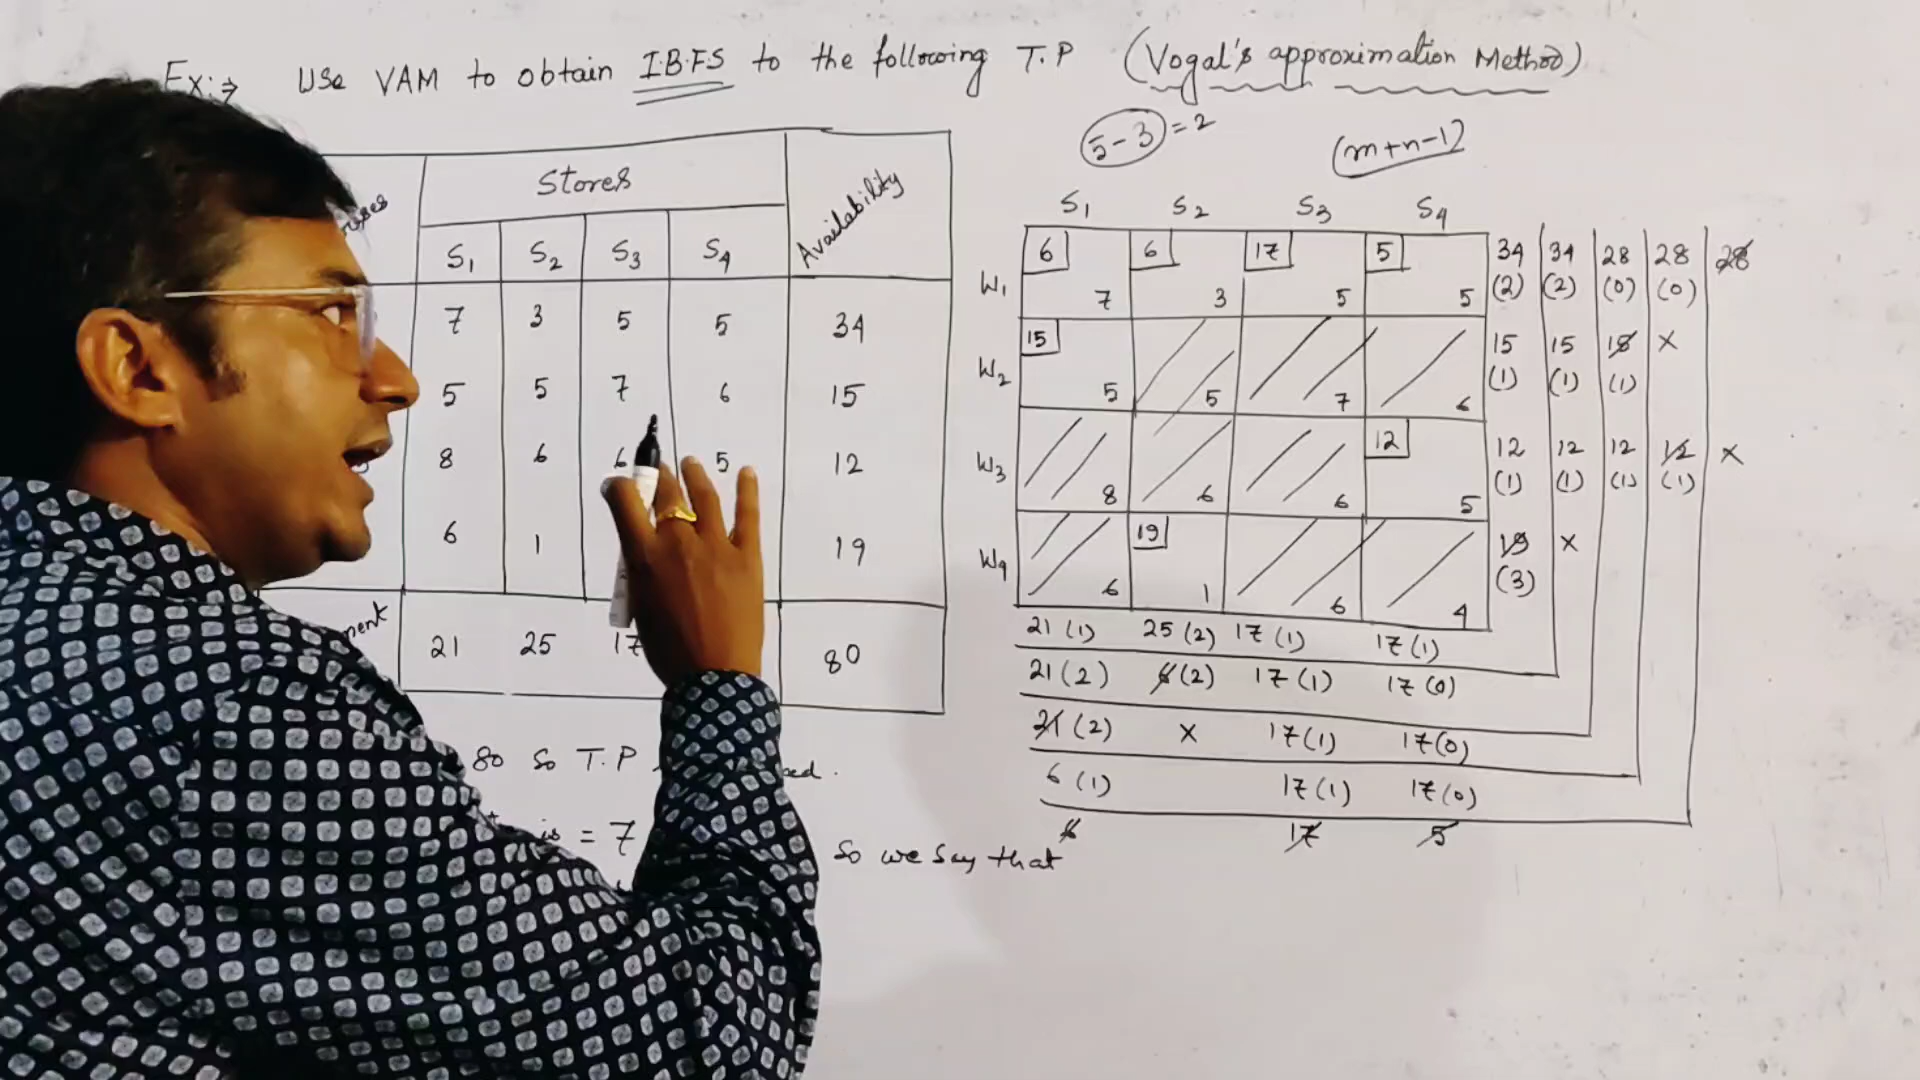 Ex:⇒ Use VAM to obtain I.B.F.S to the following T.P (Vogal's approximation Method)
5-3 = 2
(m+n-1)
Stores
Availability
S1 S2 S3 S4
7 3 5 5 34
5 5 7 6 15
8 6 6 5 12
6 1 19
21 25 17 80
80 So T.P
= 7
So we say that
S1 S2 S3 S4
W1 6 7 6 3 17 5 5 5 34 (2) 34 (2) 28 (0) 28 (0) 28
W2 15 5 5 7 6 15 (1) 15 (1) 15 (1) x
W3 8 6 6 12 5 12 (1) 12 (1) 12 (1) 12 (1) x
W4 6 19 1 6 4 19 (3) x
21 (1) 25 (2) 17 (1) 17 (1)
21 (2) 6 (2) 17 (1) 17 (0)
21 (2) x 17 (1) 17 (0)
6 (1) 17 (1) 17 (0)
6 17 5